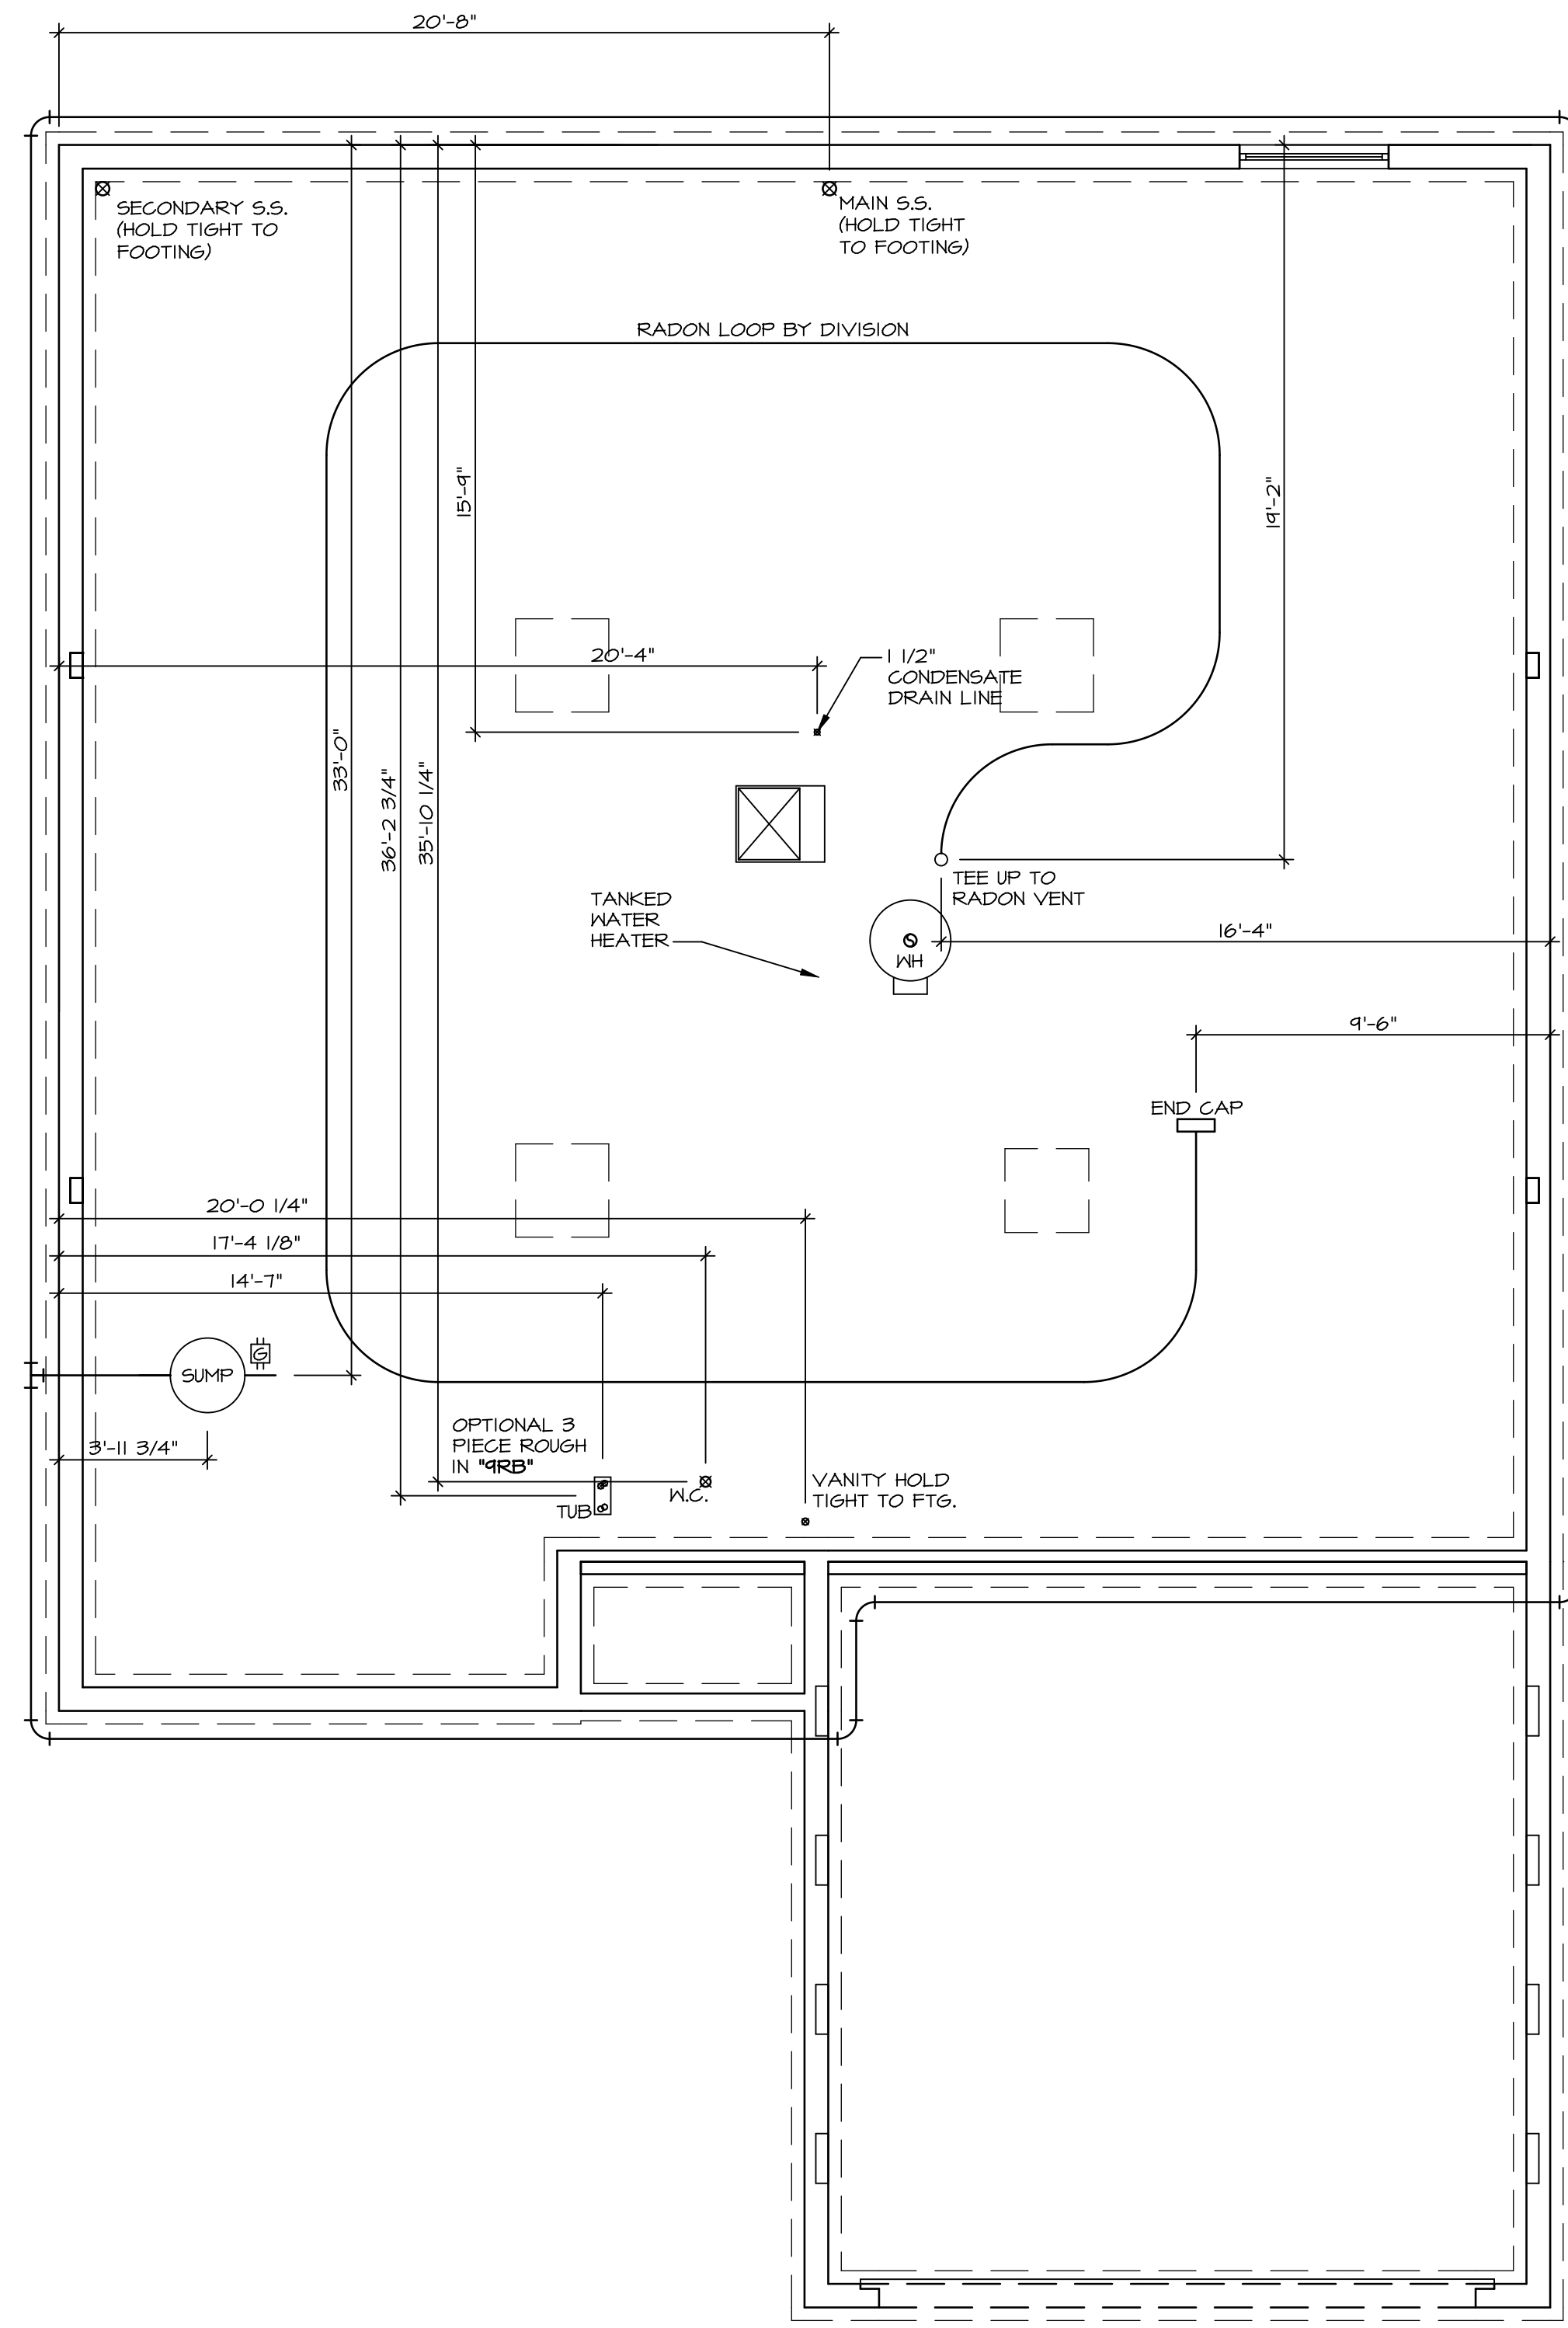 20'-8"
SECONDARY S.S.
(HOLD TIGHT TO
FOOTING)
MAIN S.S.
(HOLD TIGHT
TO FOOTING)
RADON LOOP BY DIVISION
15'-9"
19'-2"
20'-4"
1 1/2"
CONDENSATE
DRAIN LINE
33'-0"
36'-2 3/4"
35'-10 1/4"
TEE UP TO
RADON VENT
TANKED
WATER
HEATER
WH
16'-4"
9'-6"
END CAP
20'-0 1/4"
17'-4 1/8"
14'-7"
SUMP
G
3'-11 3/4"
OPTIONAL 3
PIECE ROUGH
IN "9RB"
W.C.
TUB
VANITY HOLD
TIGHT TO FTG.